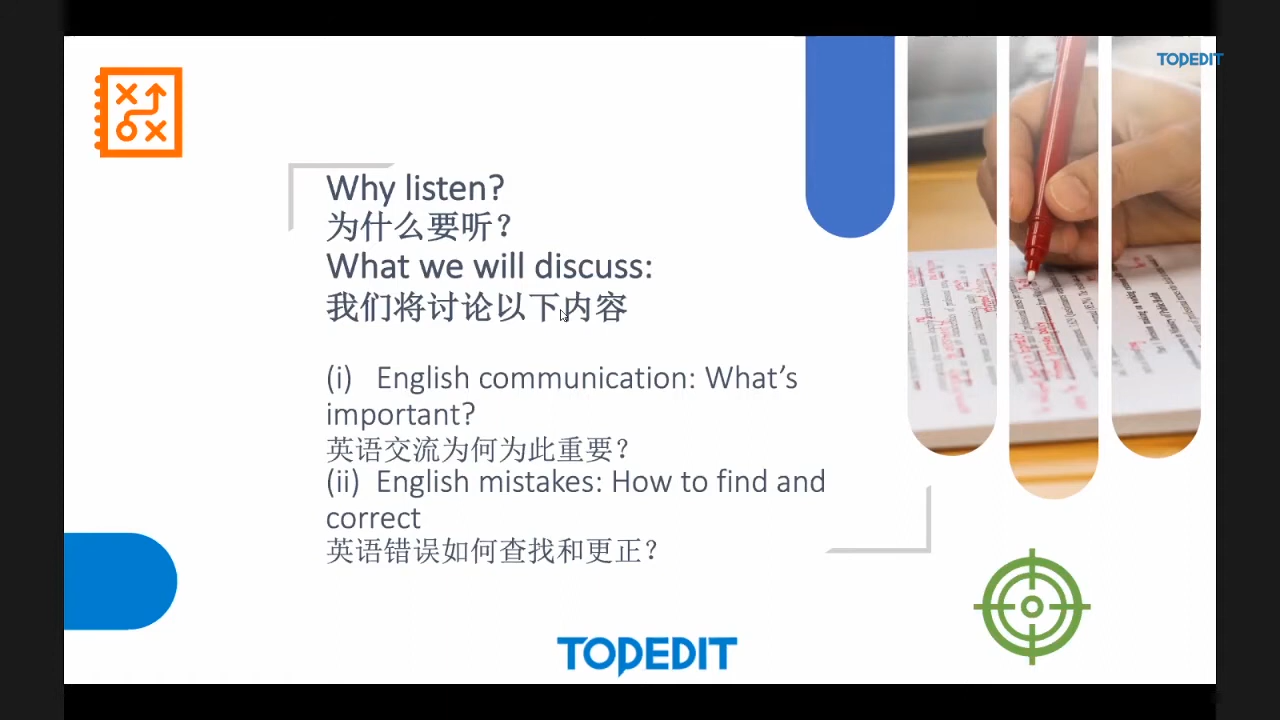 TOPEDIT
Why listen?
为什么要听？
What we will discuss:
我们将讨论以下内容
(i) English communication: What's
important?
英语交流为何为此重要？
(ii) English mistakes: How to find and
correct
英语错误如何查找和更正？
TOPEDIT